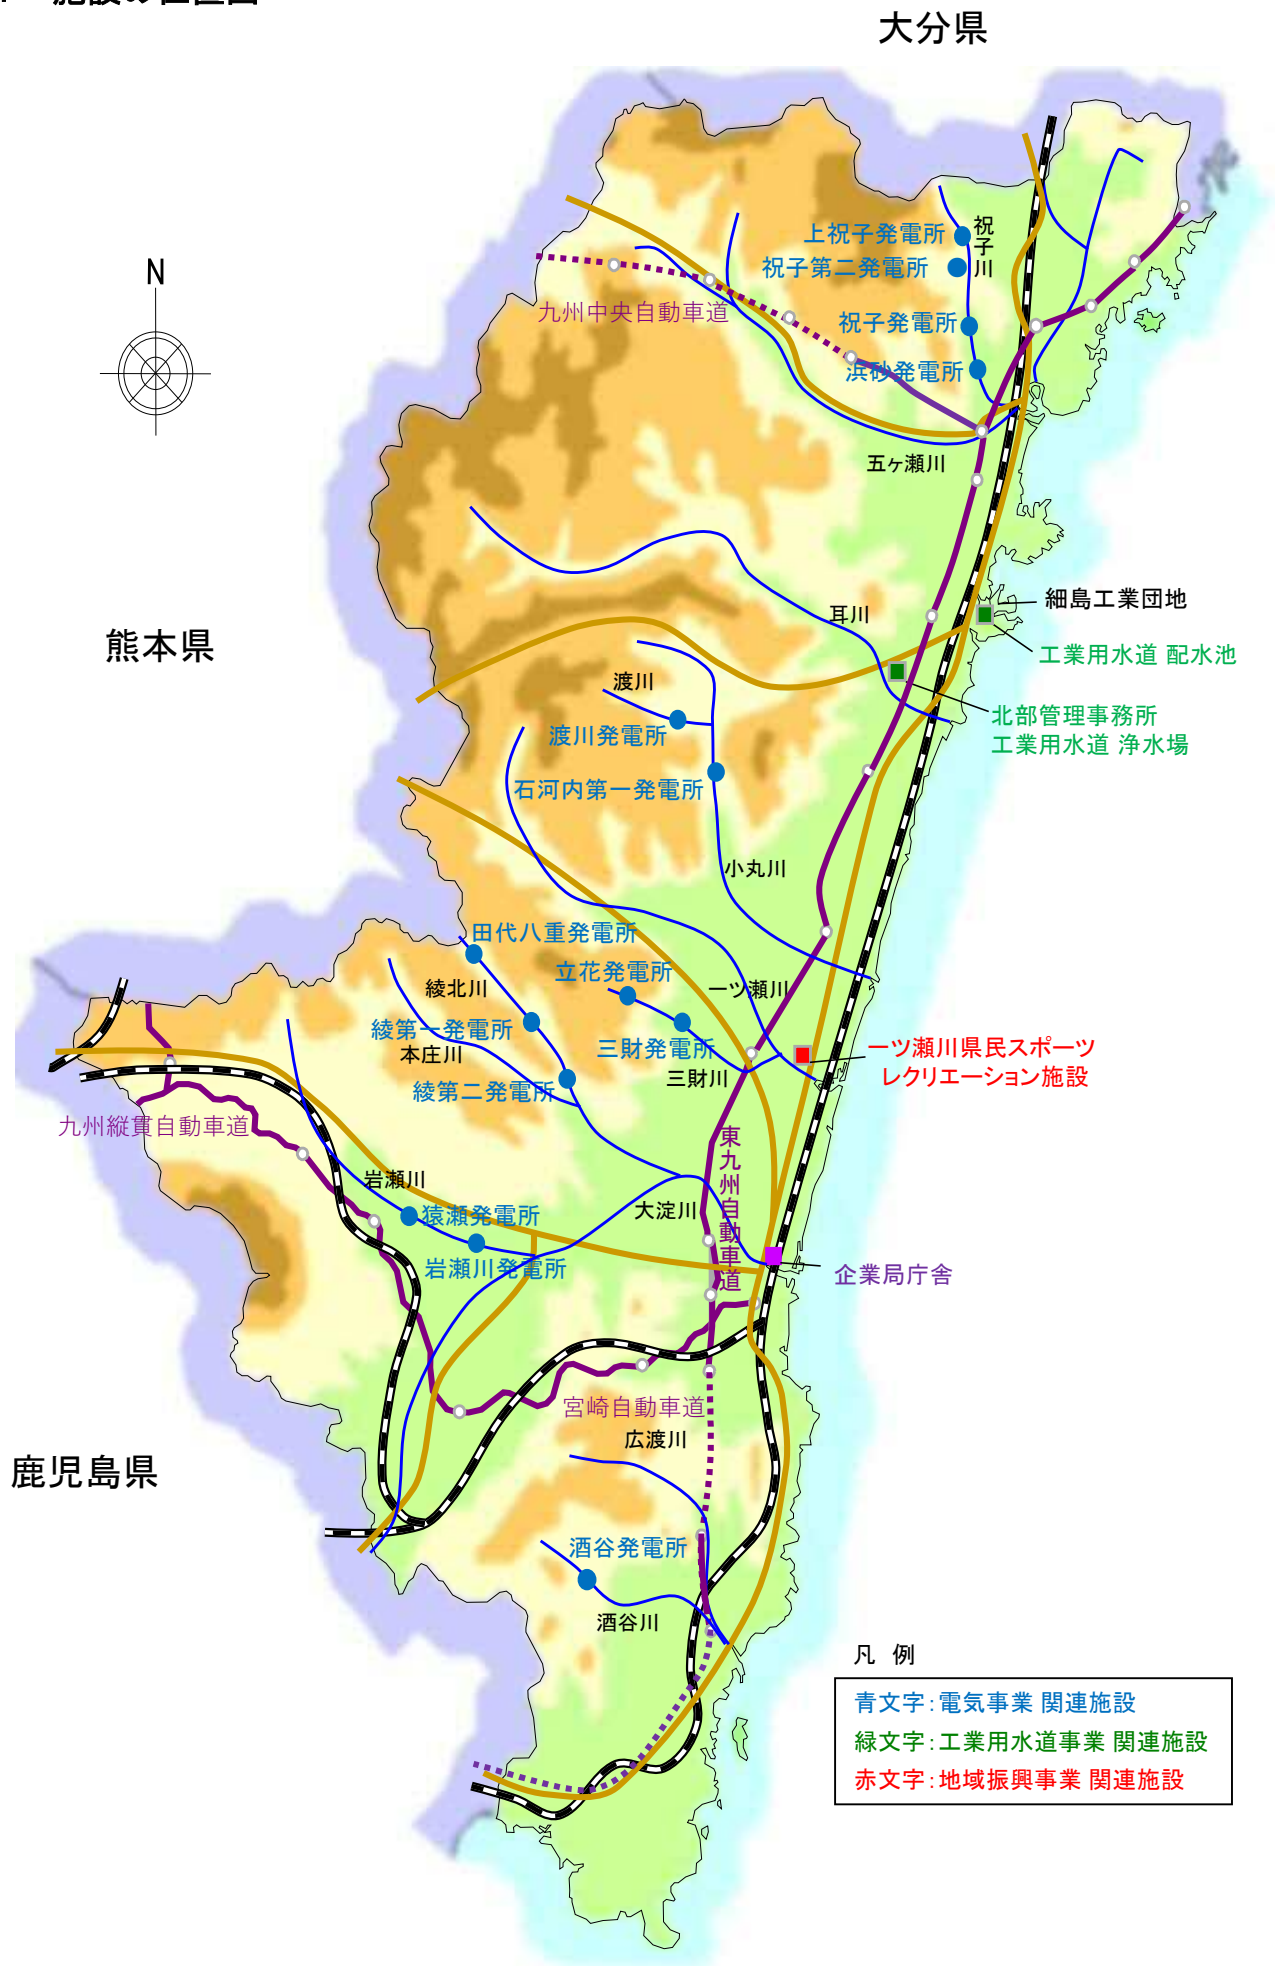 施設の位置図
大分県
N
上祝子発電所
祝子川
祝子第二発電所
九州中央自動車道
祝子発電所
浜砂発電所
五ヶ瀬川
細島工業団地
耳川
熊本県
工業用水道 配水池
渡川
北部管理事務所
渡川発電所
工業用水道 浄水場
石河内第一発電所
小丸川
田代八重発電所
立花発電所
綾北川
一ツ瀬川
綾第一発電所
本庄川
三財発電所
一ツ瀬川県民スポーツ
レクリエーション施設
三財川
綾第二発電所
九州縦貫自動車道
東九州自動車道
岩瀬川
猿瀬発電所
大淀川
岩瀬川発電所
企業局庁舎
宮崎自動車道
広渡川
鹿児島県
酒谷発電所
酒谷川
凡 例
青文字：電気事業 関連施設
緑文字：工業用水道事業 関連施設
赤文字：地域振興事業 関連施設